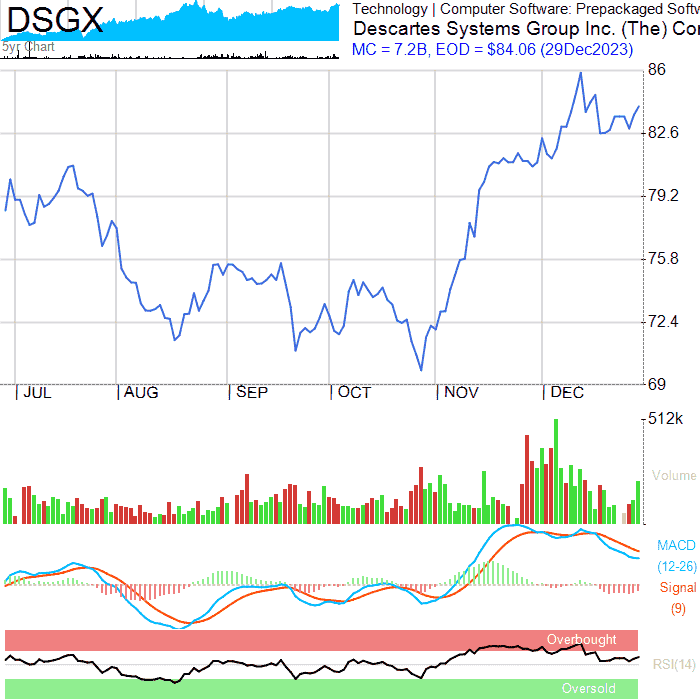 DSGX
5yr Chart
Technology | Computer Software: Prepackaged Softw
Descartes Systems Group Inc. (The) Cor
MC = 7.2B, EOD = $84.06 (29Dec2023)
86
82.6
79.2
75.8
72.4
69
JUL AUG SEP OCT NOV DEC
512k
Volume
MACD
(12-26)
Signal
(9)
Overbought
RSI(14)
Oversold